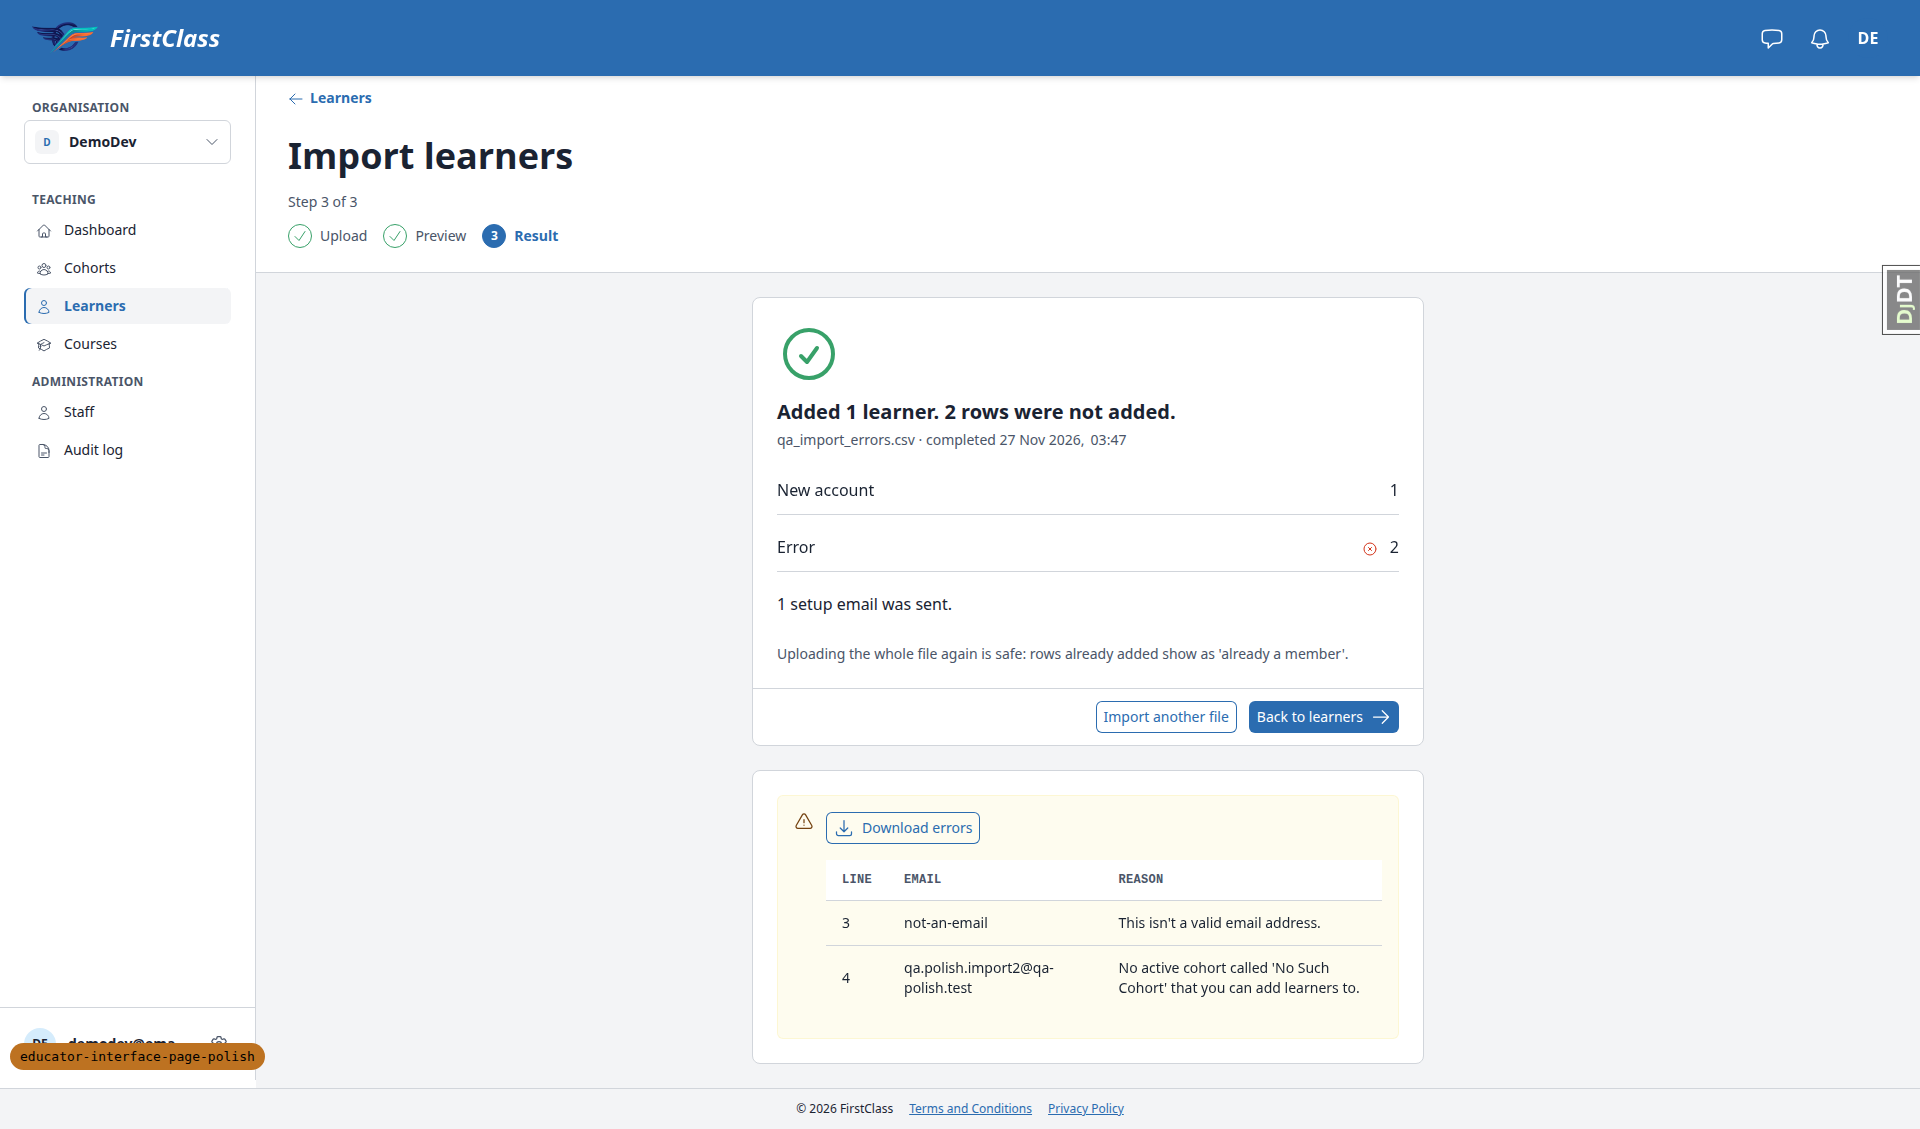 FirstClass
DE
ORGANISATION
D DemoDev
TEACHING
Dashboard
Cohorts
Learners
Courses
ADMINISTRATION
Staff
Audit log
Learners
Import learners
Step 3 of 3
Upload Preview 3 Result
DJDT
Added 1 learner. 2 rows were not added.
qa_import_errors.csv · completed 27 Nov 2026, 03:47
New account 1
Error 2
1 setup email was sent.
Uploading the whole file again is safe: rows already added show as 'already a member'.
Import another file Back to learners
Download errors
LINE EMAIL REASON
3 not-an-email This isn't a valid email address.
4 qa.polish.import2@qa-polish.test No active cohort called 'No Such Cohort' that you can add learners to.
DE demodev@ema
educator-interface-page-polish
© 2026 FirstClass Terms and Conditions Privacy Policy